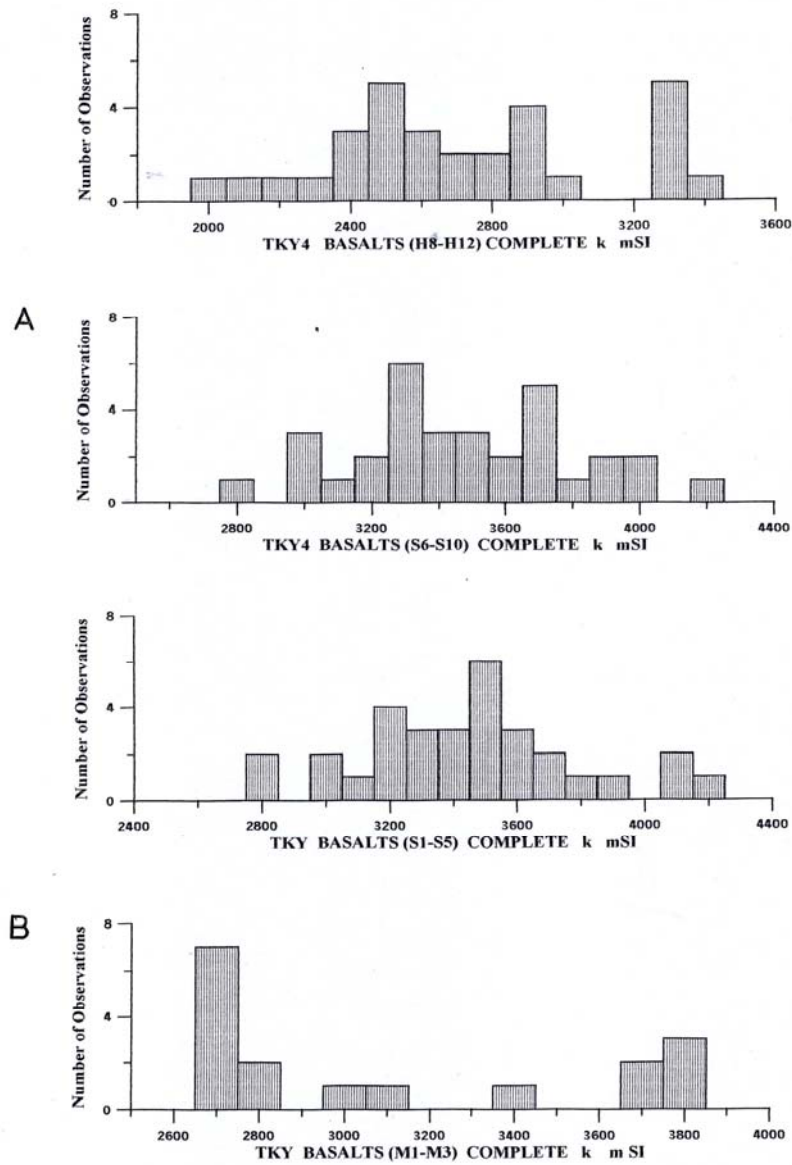 8
4
0
Number of Observations
2000 2400 2800 3200 3600
TKY4 BASALTS (H8-H12) COMPLETE k mSI
A
8
4
0
Number of Observations
2800 3200 3600 4000 4400
TKY4 BASALTS (S6-S10) COMPLETE k mSI
8
4
0
Number of Observations
2400 2800 3200 3600 4000 4400
TKY BASALTS (S1-S5) COMPLETE k mSI
B
8
4
0
Number of Observations
2600 2800 3000 3200 3400 3600 3800 4000
TKY BASALTS (M1-M3) COMPLETE k m SI